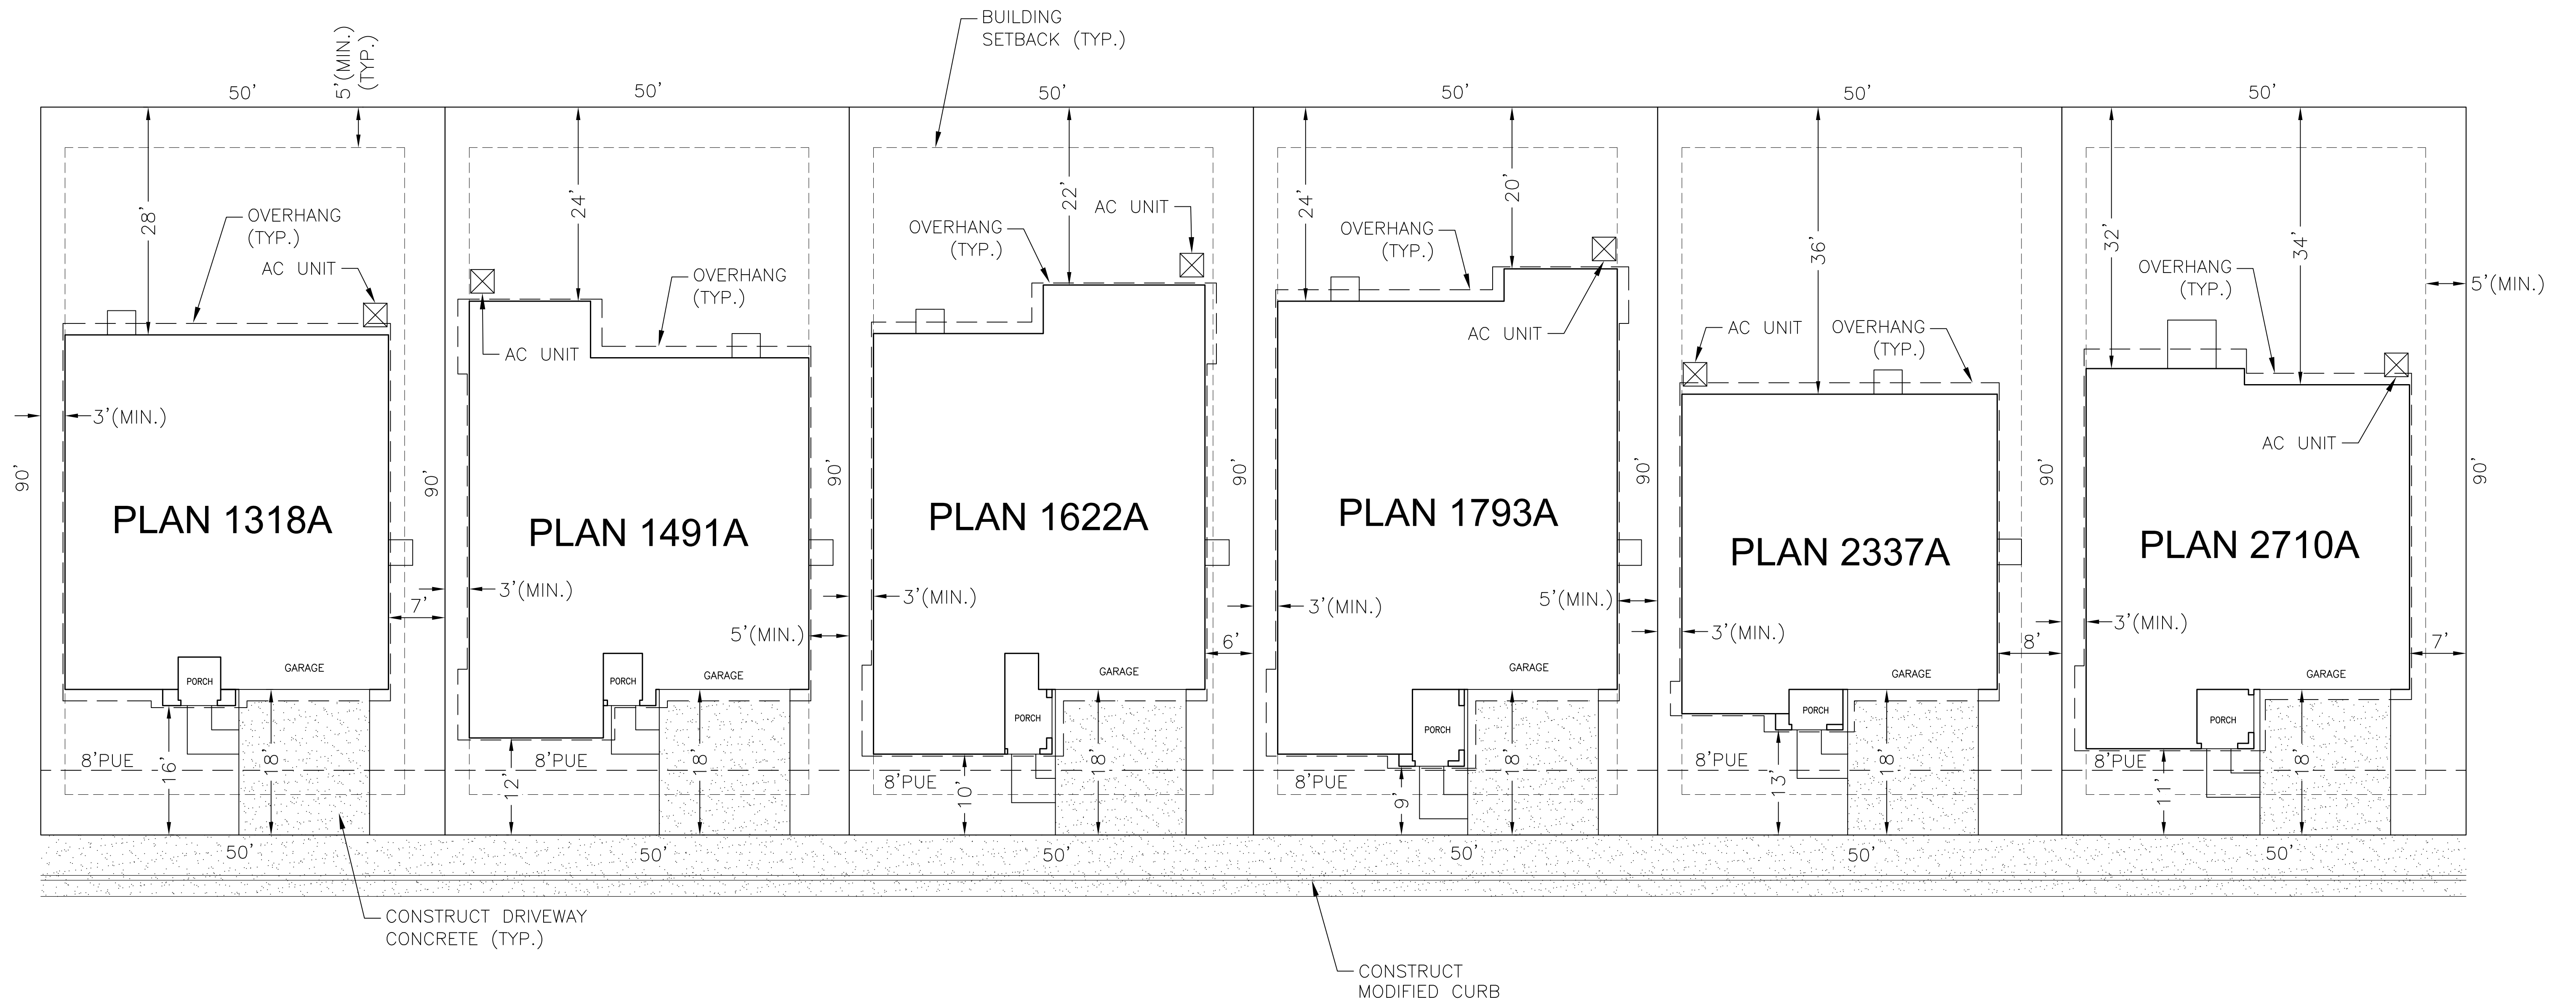 BUILDING
SETBACK (TYP.)
5'(MIN.)
(TYP.)
50'
50'
50'
50'
50'
50'
28'
OVERHANG
(TYP.)
AC UNIT
3'(MIN.)
90'
PLAN 1318A
7'
PORCH
GARAGE
8'PUE
16'
18'
50'
24'
OVERHANG
(TYP.)
AC UNIT
90'
PLAN 1491A
3'(MIN.)
5'(MIN.)
PORCH
GARAGE
8'PUE
12'
18'
50'
22'
AC UNIT
OVERHANG
(TYP.)
90'
PLAN 1622A
3'(MIN.)
6'
PORCH
GARAGE
8'PUE
10'
18'
50'
24'
20'
OVERHANG
(TYP.)
AC UNIT
90'
PLAN 1793A
3'(MIN.)
5'(MIN.)
PORCH
GARAGE
8'PUE
9'
18'
50'
36'
AC UNIT
OVERHANG
(TYP.)
90'
PLAN 2337A
3'(MIN.)
8'
PORCH
GARAGE
8'PUE
13'
18'
50'
32'
34'
OVERHANG
(TYP.)
5'(MIN.)
AC UNIT
90'
90'
PLAN 2710A
3'(MIN.)
7'
PORCH
GARAGE
8'PUE
11'
18'
50'
CONSTRUCT DRIVEWAY
CONCRETE (TYP.)
CONSTRUCT
MODIFIED CURB